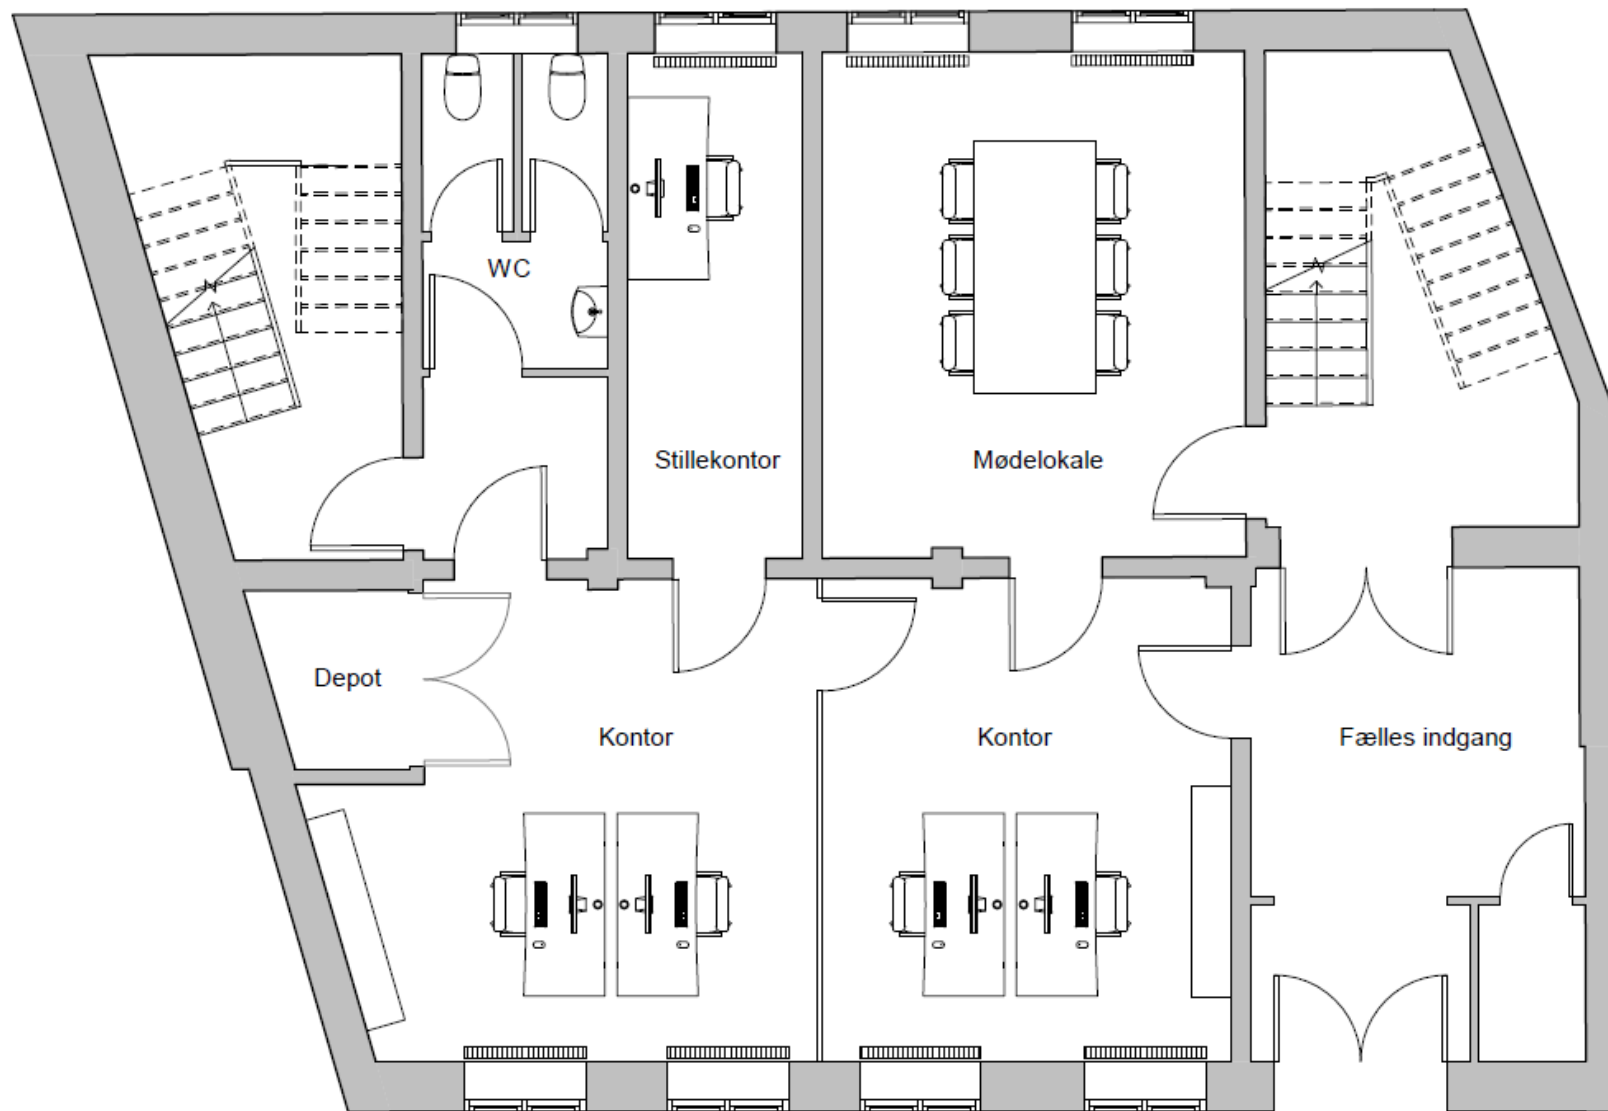 WC
Stillekontor
Mødelokale
Depot
Kontor
Kontor
Fælles indgang